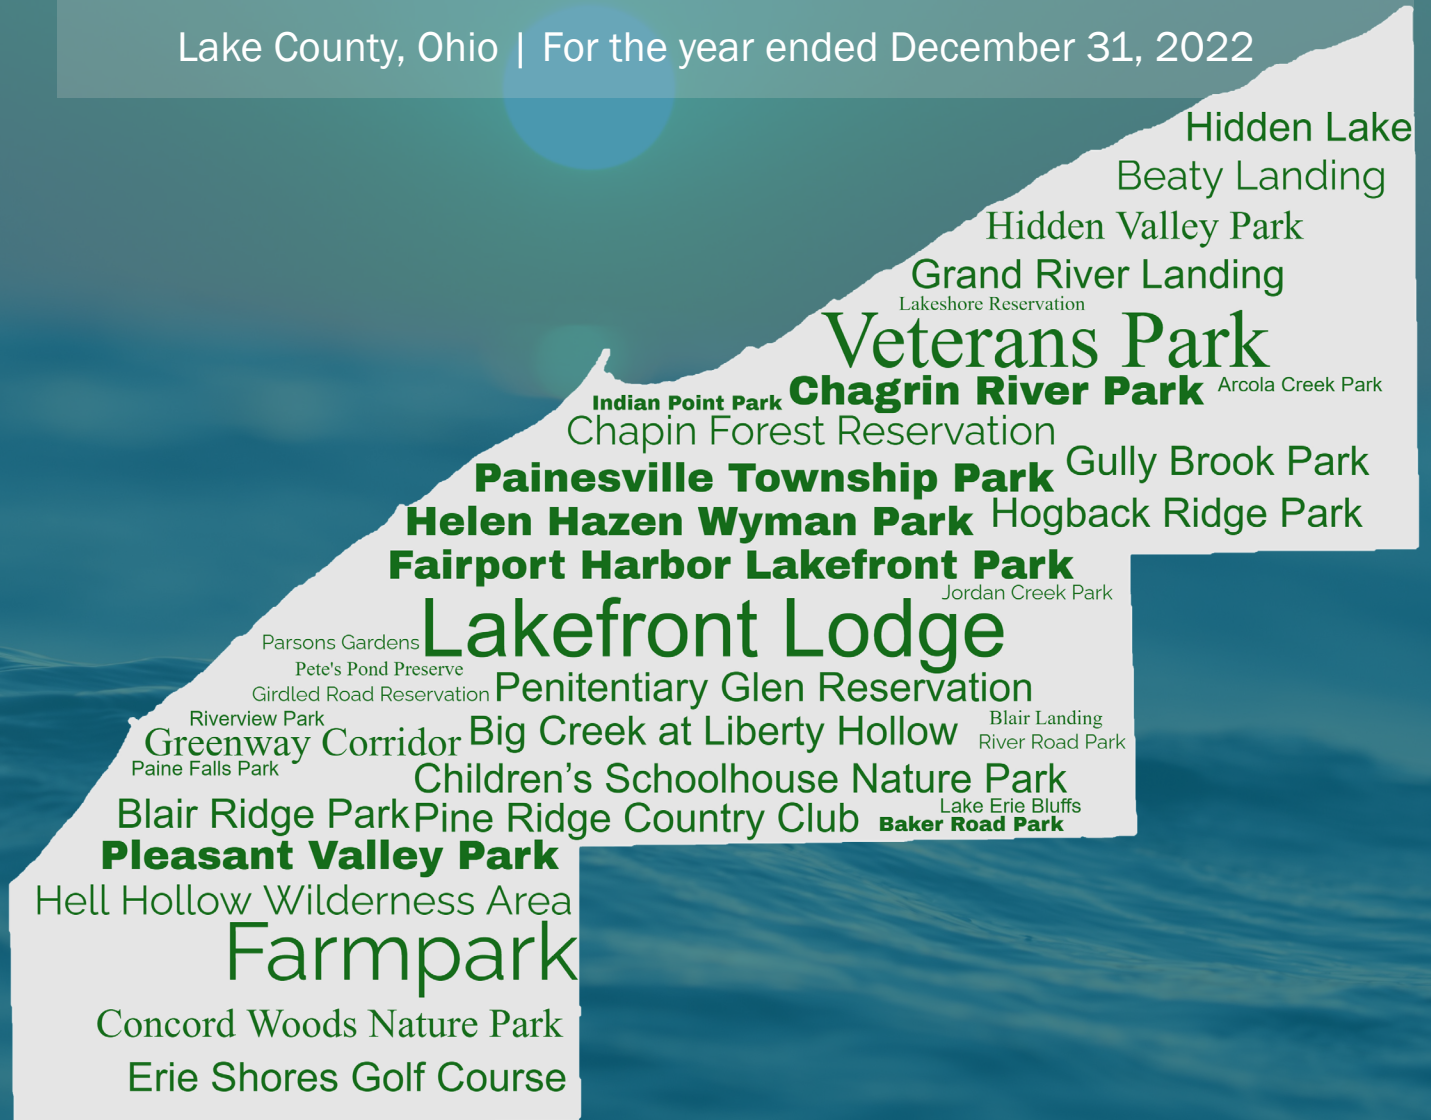 Lake County, Ohio | For the year ended December 31, 2022
Hidden Lake
Beaty Landing
Hidden Valley Park
Grand River Landing
Lakeshore Reservation
Veterans Park
Indian Point Park Chagrin River Park Arcola Creek Park
Chapin Forest Reservation
Painesville Township Park Gully Brook Park
Helen Hazen Wyman Park Hogback Ridge Park
Fairport Harbor Lakefront Park
Jordan Creek Park
Parsons Gardens Lakefront Lodge
Pete's Pond Preserve
Girdled Road Reservation Penitentiary Glen Reservation
Riverview Park
Greenway Corridor Big Creek at Liberty Hollow Blair Landing
River Road Park
Paine Falls Park Children’s Schoolhouse Nature Park
Blair Ridge Park Pine Ridge Country Club Lake Erie Bluffs
Baker Road Park
Pleasant Valley Park
Hell Hollow Wilderness Area
Farmpark
Concord Woods Nature Park
Erie Shores Golf Course